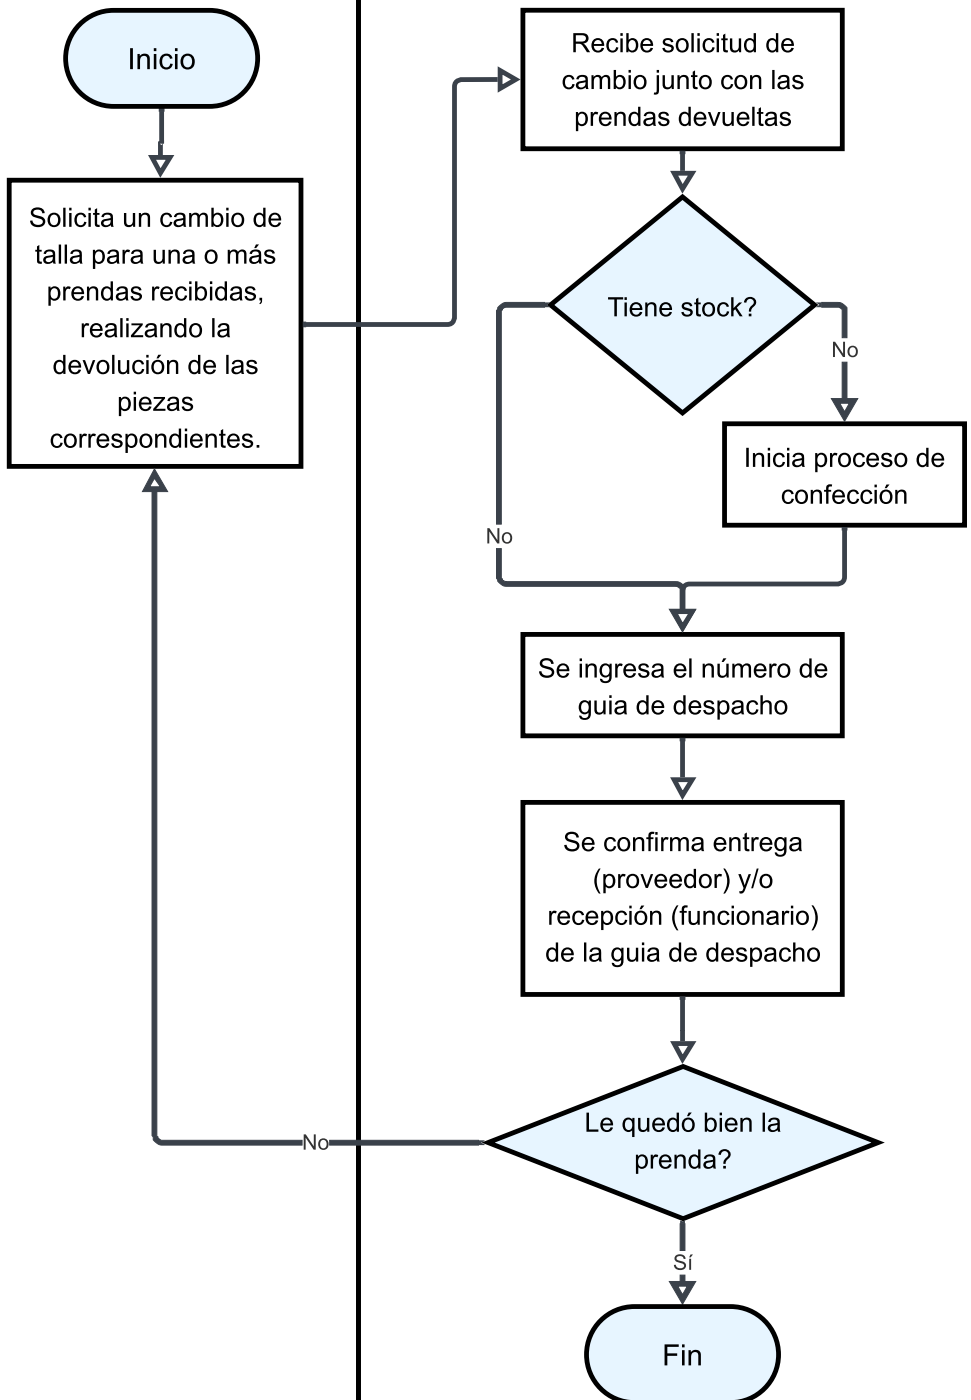 Inicio
Solicita un cambio de
talla para una o más
prendas recibidas,
realizando la
devolución de las
piezas
correspondientes.
Recibe solicitud de
cambio junto con las
prendas devueltas
Tiene stock?
No
Inicia proceso de
confección
No
Se ingresa el número de
guia de despacho
Se confirma entrega
(proveedor) y/o
recepción (funcionario)
de la guia de despacho
Le quedó bien la
prenda?
No
Sí
Fin